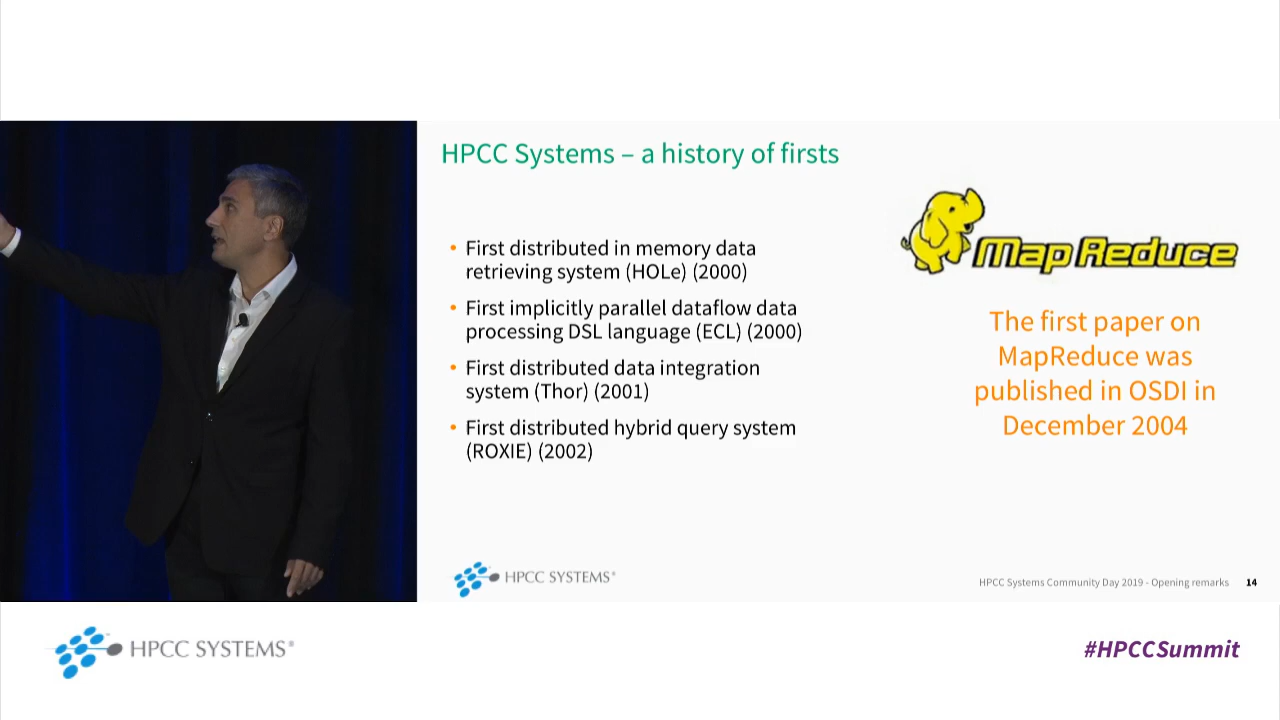 HPCC Systems – a history of firsts
• First distributed in memory data
retrieving system (HOLe) (2000)
• First implicitly parallel dataflow data
processing DSL language (ECL) (2000)
• First distributed data integration
system (Thor) (2001)
• First distributed hybrid query system
(ROXIE) (2002)
Map Reduce
The first paper on
MapReduce was
published in OSDI in
December 2004
HPCC SYSTEMS®
HPCC Systems Community Day 2019 - Opening remarks 14
HPCC SYSTEMS®
#HPCCSummit